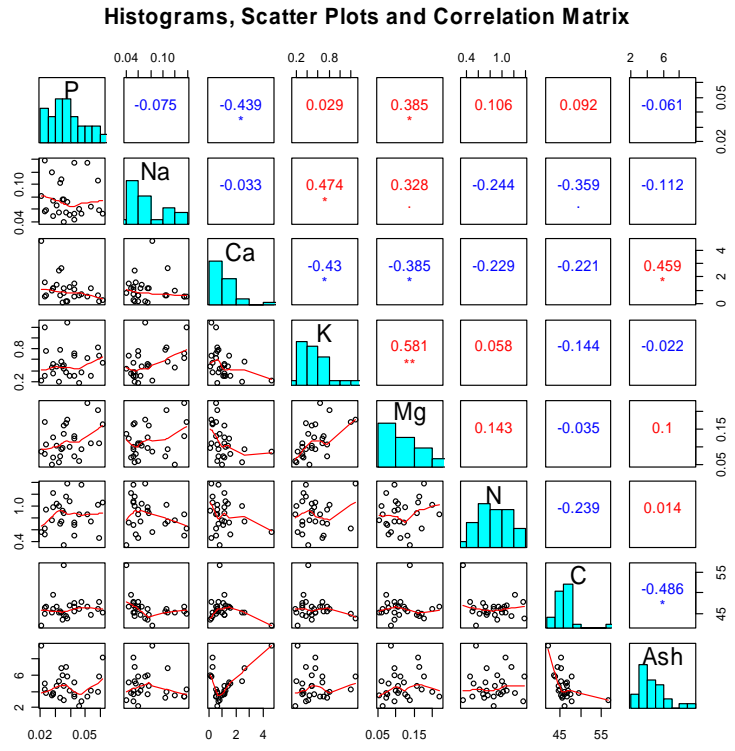 Histograms, Scatter Plots and Correlation Matrix
0.04 0.10 0.2 0.6 1.0 0.4 1.0 2 6
P -0.075 -0.439 0.029 0.385 0.106 0.092 -0.061 0.02 0.05
* *
0.04 0.10 Na -0.033 0.474 0.328 -0.244 -0.359 -0.112
* . .
Ca -0.43 -0.385 -0.229 -0.221 0.459 0 2 4
* * *
0.2 0.8 K 0.581 0.058 -0.144 -0.022
**
Mg 0.143 -0.035 0.1 0.05 0.15
0.4 1.0 N -0.239 0.014
C -0.486 45 55
*
2 6 Ash
0.02 0.05 0 2 4 0.05 0.15 45 55